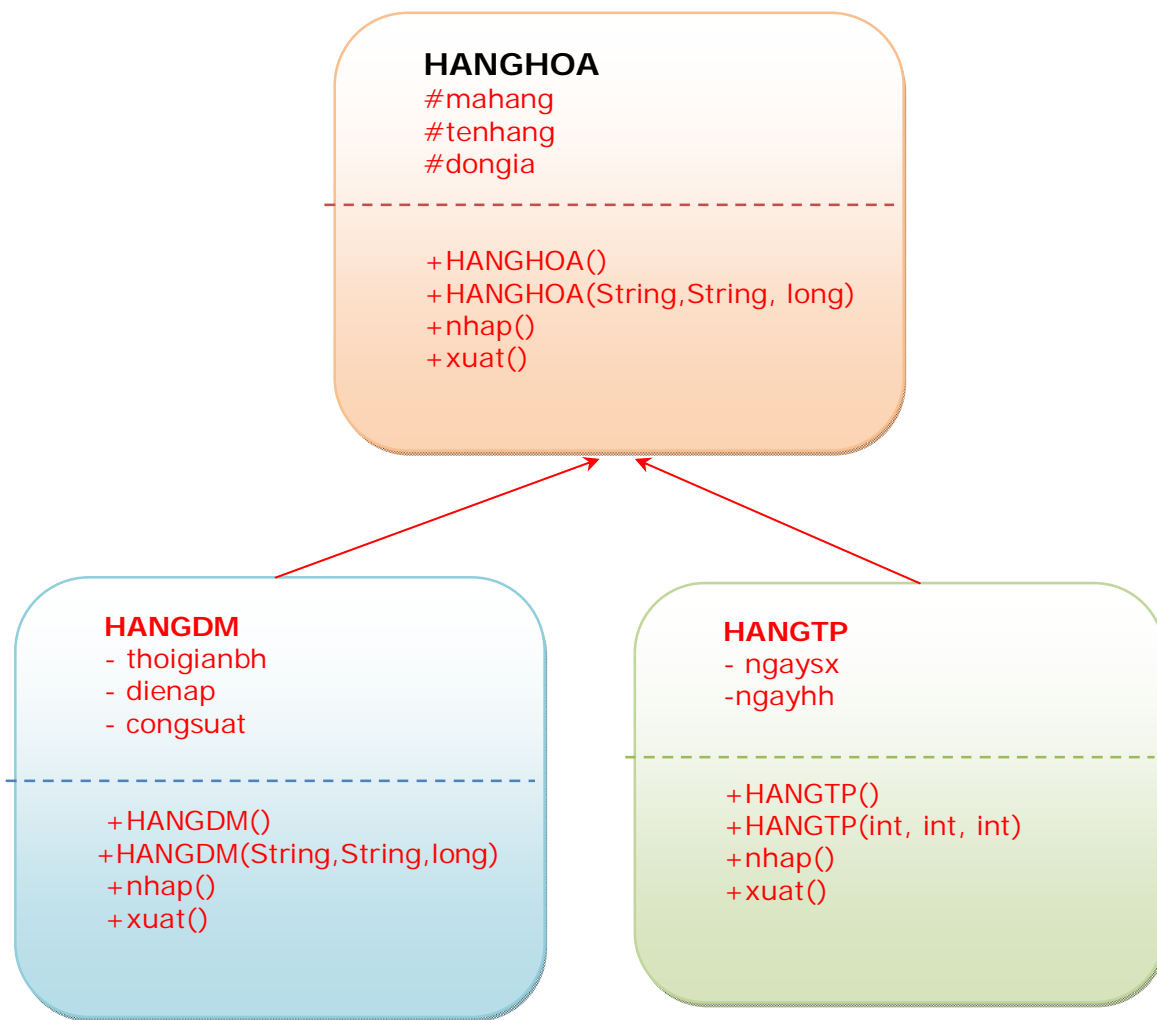 HANGHOA
#mahang
#tenhang
#dongia
+HANGHOA()
+HANGHOA(String,String, long)
+nhap()
+xuat()
HANGDM
- thoigianbh
- dienap
- congsuat
+HANGDM()
+HANGDM(String,String,long)
+nhap()
+xuat()
HANGTP
- ngaysx
-ngayhh
+HANGTP()
+HANGTP(int, int, int)
+nhap()
+xuat()